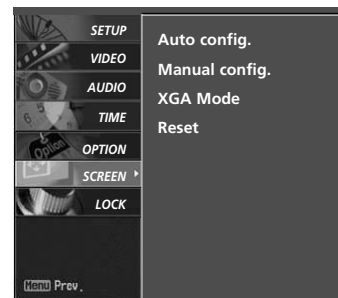 SETUP
VIDEO
AUDIO
TIME
OPTION
SCREEN
LOCK
Menu Prev.
Auto config.
Manual config.
XGA Mode
Reset